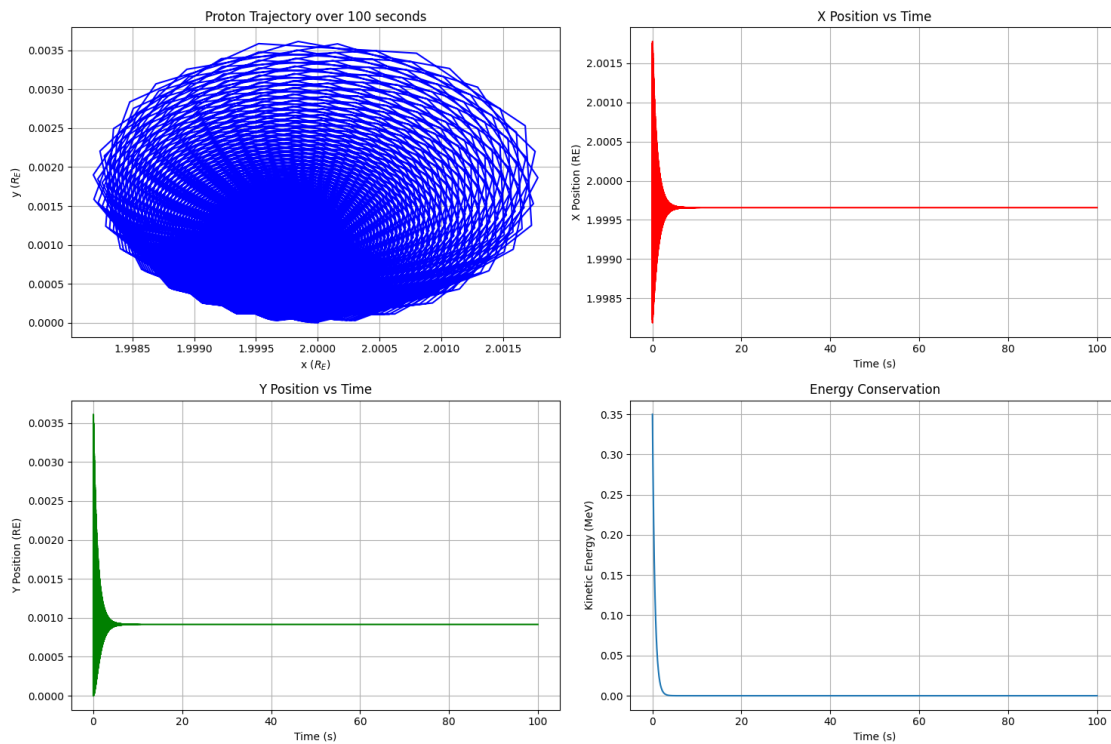 Proton Trajectory over 100 seconds
0.0035
0.0030
0.0025
0.0020
0.0015
0.0010
0.0005
0.0000
y (R_E)
1.9985 1.9990 1.9995 2.0000 2.0005 2.0010 2.0015
x (R_E)
X Position vs Time
2.0015
2.0010
2.0005
2.0000
1.9995
1.9990
1.9985
X Position (RE)
0 20 40 60 80 100
Time (s)
Y Position vs Time
0.0035
0.0030
0.0025
0.0020
0.0015
0.0010
0.0005
0.0000
Y Position (RE)
0 20 40 60 80 100
Time (s)
Energy Conservation
0.35
0.30
0.25
0.20
0.15
0.10
0.05
0.00
Kinetic Energy (MeV)
0 20 40 60 80 100
Time (s)